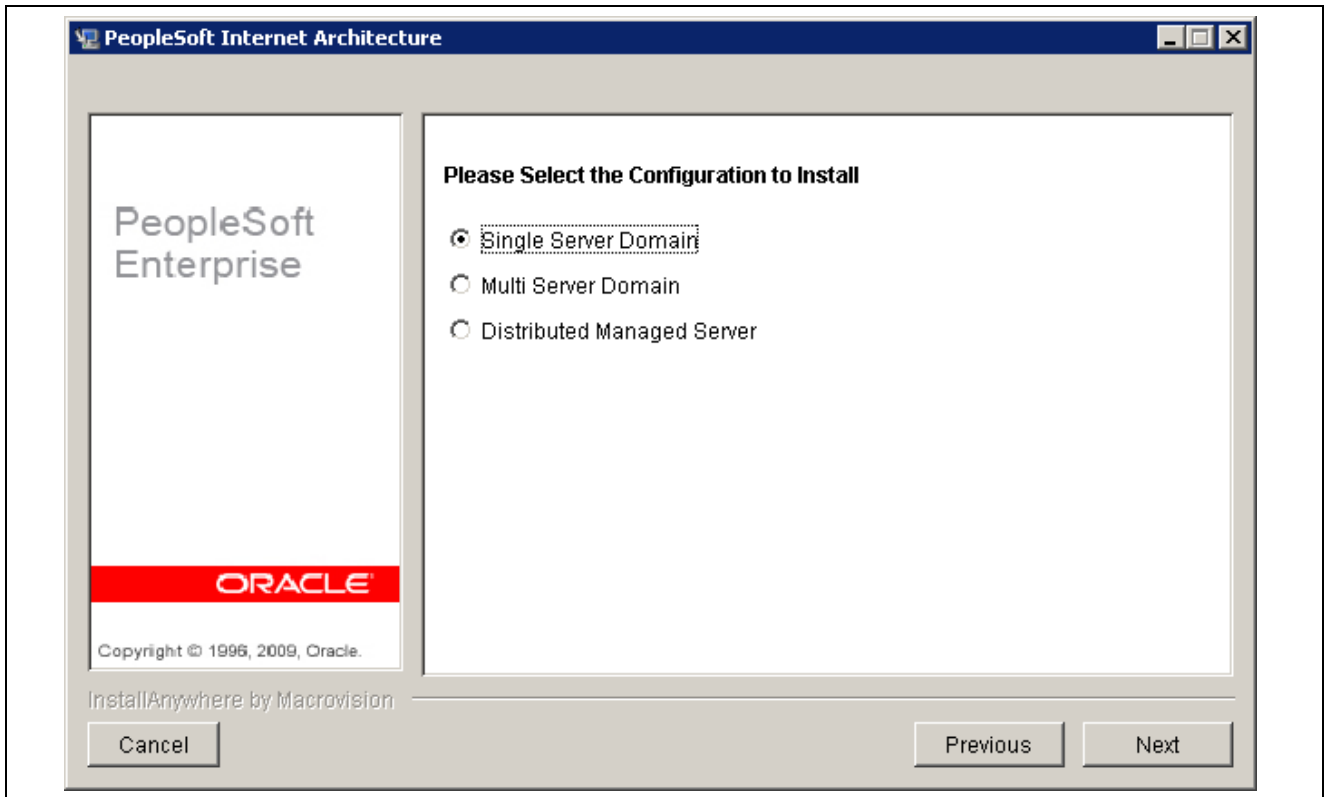 PeopleSoft Internet Architecture
PeopleSoft
Enterprise
ORACLE
Copyright © 1996, 2009, Oracle.
Please Select the Configuration to Install
Single Server Domain
Multi Server Domain
Distributed Managed Server
InstallAnywhere by Macrovision
Cancel
Previous
Next